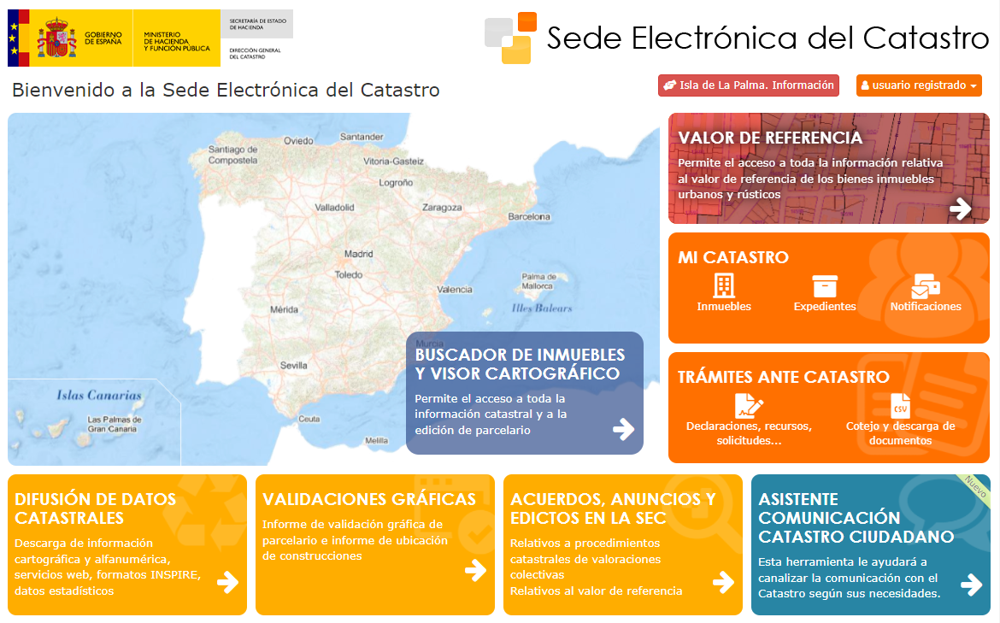 GOBIERNO
DE ESPAÑA
MINISTERIO
DE HACIENDA
Y FUNCIÓN PÚBLICA
SECRETARÍA DE ESTADO
DE HACIENDA
DIRECCIÓN GENERAL
DEL CATASTRO
Sede Electrónica del Catastro
Bienvenido a la Sede Electrónica del Catastro
Isla de La Palma. Información
usuario registrado
Oviedo
Santander
Santiago de
Compostela
Vitoria-Gasteiz
Logroño
Valladolid
Zaragoza
Barcelona
Madrid
Toledo
Palma de
Mallorca
Valencia
Illes Balears
Mérida
Murcia
Sevilla
Islas Canarias
Las Palmas de
Gran Canaria
Ceuta
Melilla
BUSCADOR DE INMUEBLES
Y VISOR CARTOGRÁFICO
Permite el acceso a toda la
información catastral y a la
edición de parcelario
VALOR DE REFERENCIA
Permite el acceso a toda la información relativa
al valor de referencia de los bienes inmuebles
urbanos y rústicos
MI CATASTRO
Inmuebles
Expedientes
Notificaciones
TRÁMITES ANTE CATASTRO
Declaraciones, recursos,
solicitudes...
CSV
Cotejo y descarga de
documentos
DIFUSIÓN DE DATOS
CATASTRALES
Descarga de información
cartográfica y alfanumérica,
servicios web, formatos INSPIRE,
datos estadísticos
VALIDACIONES GRÁFICAS
Informe de validación gráfica de
parcelario e informe de ubicación
de construcciones
ACUERDOS, ANUNCIOS Y
EDICTOS EN LA SEC
Relativos a procedimientos
catastrales de valoraciones
colectivas
Relativos al valor de referencia
Nuevo
ASISTENTE
COMUNICACIÓN
CATASTRO CIUDADANO
Esta herramienta le ayudará a
canalizar la comunicación con el
Catastro según sus necesidades.